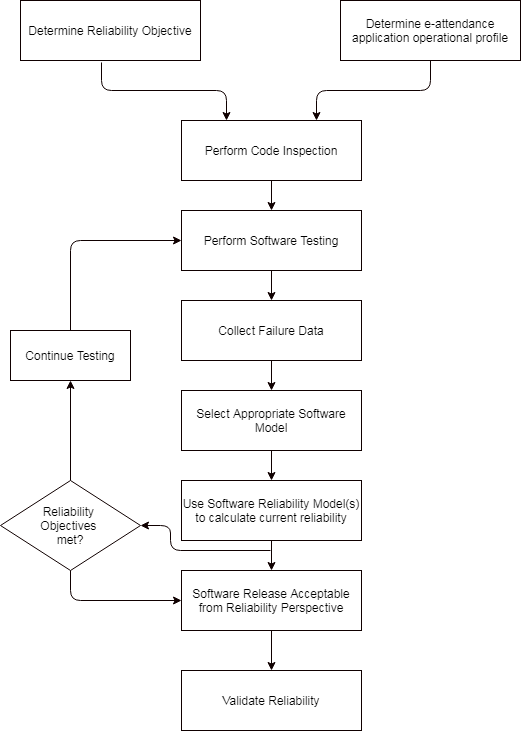 Determine Reliability Objective
Determine e-attendance
application operational profile
Perform Code Inspection
Perform Software Testing
Collect Failure Data
Continue Testing
Select Appropriate Software
Model
Use Software Reliability Model(s)
to calculate current reliability
Reliability
Objectives
met?
Software Release Acceptable
from Reliability Perspective
Validate Reliability